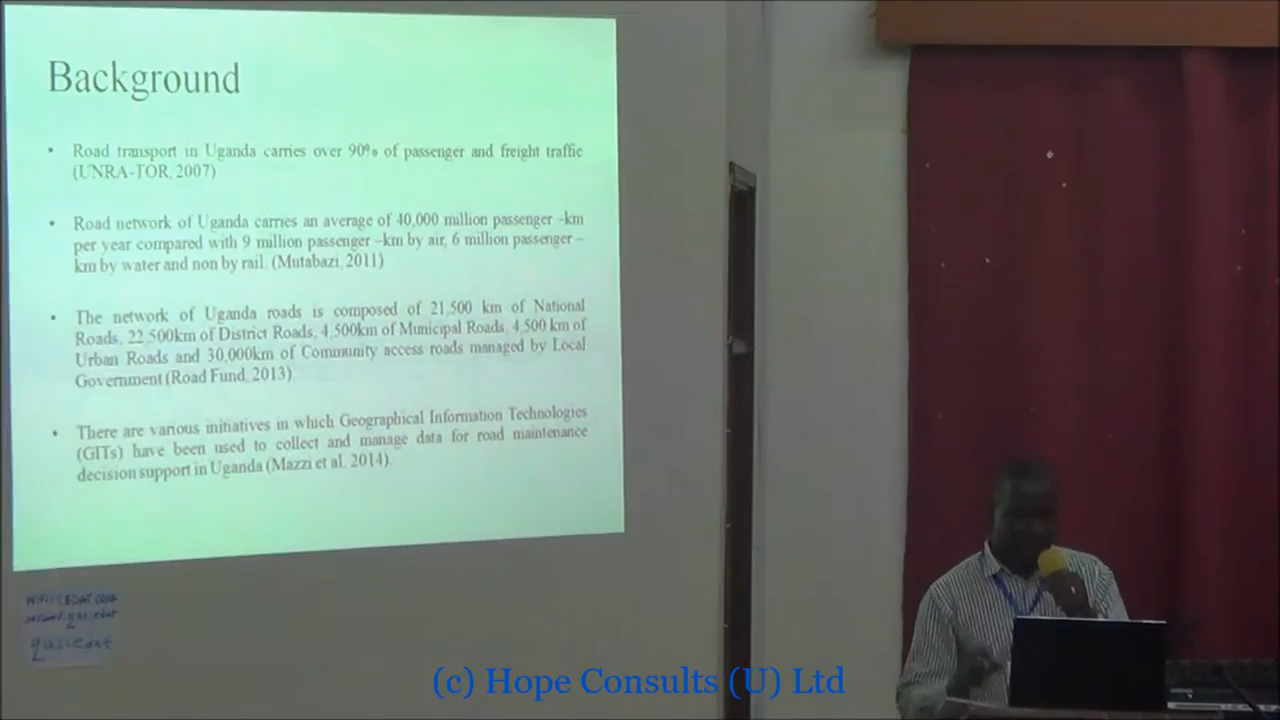 Background
• Road transport in Uganda carries over 90% of passenger and freight traffic
(UNRA-TOR, 2007)
• Road network of Uganda carries an average of 40,000 million passenger –km
per year compared with 9 million passenger –km by air, 6 million passenger –
km by water and non by rail. (Mutabazi, 2011)
• The network of Uganda roads is composed of 21,500 km of National
Roads, 22,500km of District Roads, 4,500km of Municipal Roads, 4,500 km of
Urban Roads and 30,000km of Community access roads managed by Local
Government (Road Fund, 2013).
• There are various initiatives in which Geographical Information Technologies
(GITs) have been used to collect and manage data for road maintenance
decision support in Uganda (Mazzi et al. 2014).
(c) Hope Consults (U) Ltd